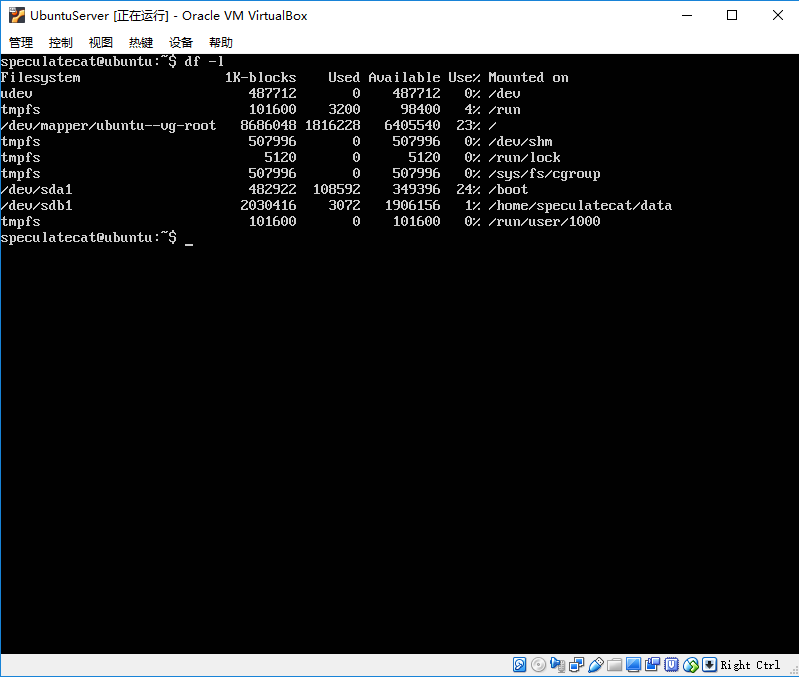 UbuntuServer [正在运行] - Oracle VM VirtualBox
管理 控制 视图 热键 设备 帮助
speculatecat@ubuntu:~$ df -l
Filesystem 1K-blocks Used Available Use% Mounted on
udev 487712 0 487712 0% /dev
tmpfs 101600 3200 98400 4% /run
/dev/mapper/ubuntu--vg-root 8686048 1816228 6405540 23% /
tmpfs 507996 0 507996 0% /dev/shm
tmpfs 5120 0 5120 0% /run/lock
tmpfs 507996 0 507996 0% /sys/fs/cgroup
/dev/sda1 482922 108592 349396 24% /boot
/dev/sdb1 2030416 3072 1906156 1% /home/speculatecat/data
tmpfs 101600 0 101600 0% /run/user/1000
speculatecat@ubuntu:~$ _
Right Ctrl